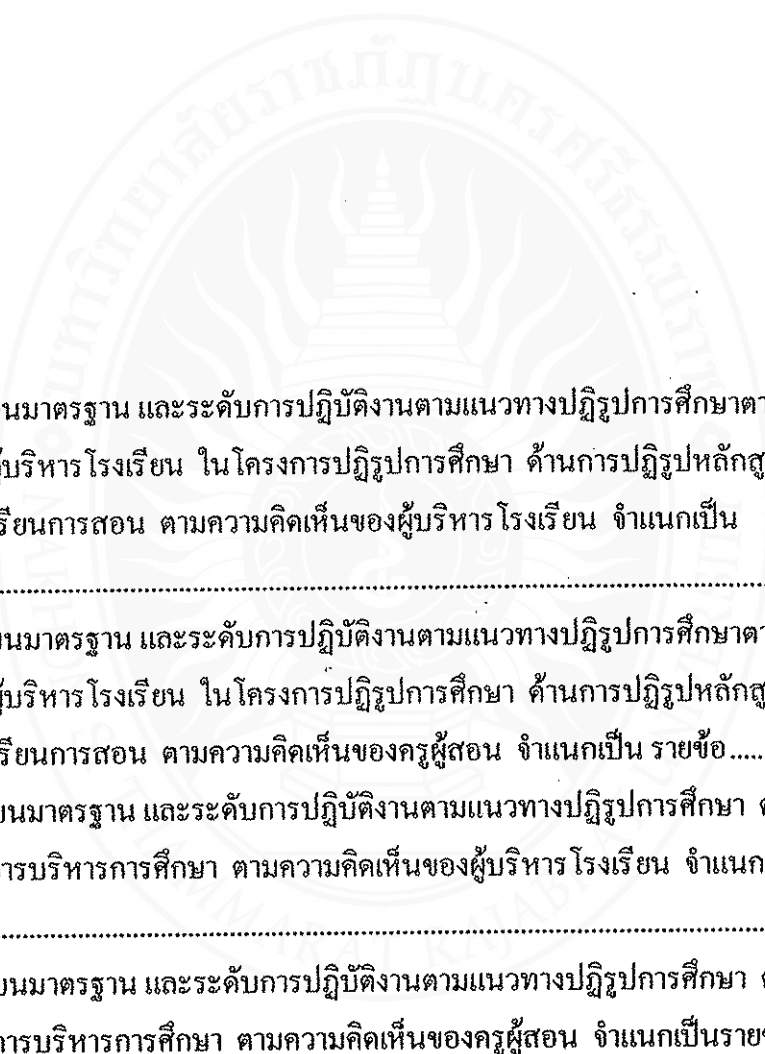 นมาตรฐาน และระดับการปฏิบัติงานตามแนวทางปฏิรูปการศึกษาตา
ู้บริหารโรงเรียน ในโครงการปฏิรูปการศึกษา ด้านการปฏิรูปหลักสู
รียนการสอน ตามความคิดเห็นของผู้บริหารโรงเรียน จำแนกเป็น
............................................................
นมาตรฐาน และระดับการปฏิบัติงานตามแนวทางปฏิรูปการศึกษาตา
ู้บริหารโรงเรียน ในโครงการปฏิรูปการศึกษา ด้านการปฏิรูปหลักสู
รียนการสอน ตามความคิดเห็นของครูผู้สอน จำแนกเป็น รายข้อ.....
บนมาตรฐาน และระดับการปฏิบัติงานตามแนวทางปฏิรูปการศึกษา ด
ารบริหารการศึกษา ตามความคิดเห็นของผู้บริหารโรงเรียน จำแนก
............................................................
บนมาตรฐาน และระดับการปฏิบัติงานตามแนวทางปฏิรูปการศึกษา ด
การบริหารการศึกษา ตามความคิดเห็นของครูผู้สอน จำแนกเป็นราย